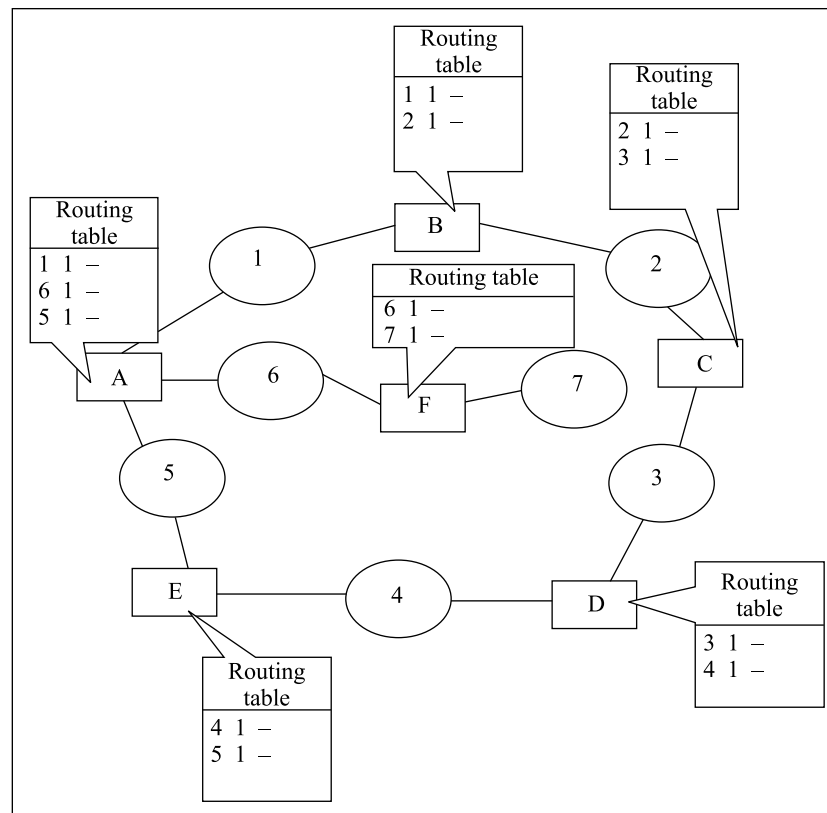 Routing
table
1 1 –
2 1 –
Routing
table
2 1 –
3 1 –
Routing
table
1 1 –
6 1 –
5 1 –
B
1
2
Routing table
6 1 –
7 1 –
A
6
F
7
C
5
3
E
4
D
Routing
table
3 1 –
4 1 –
Routing
table
4 1 –
5 1 –